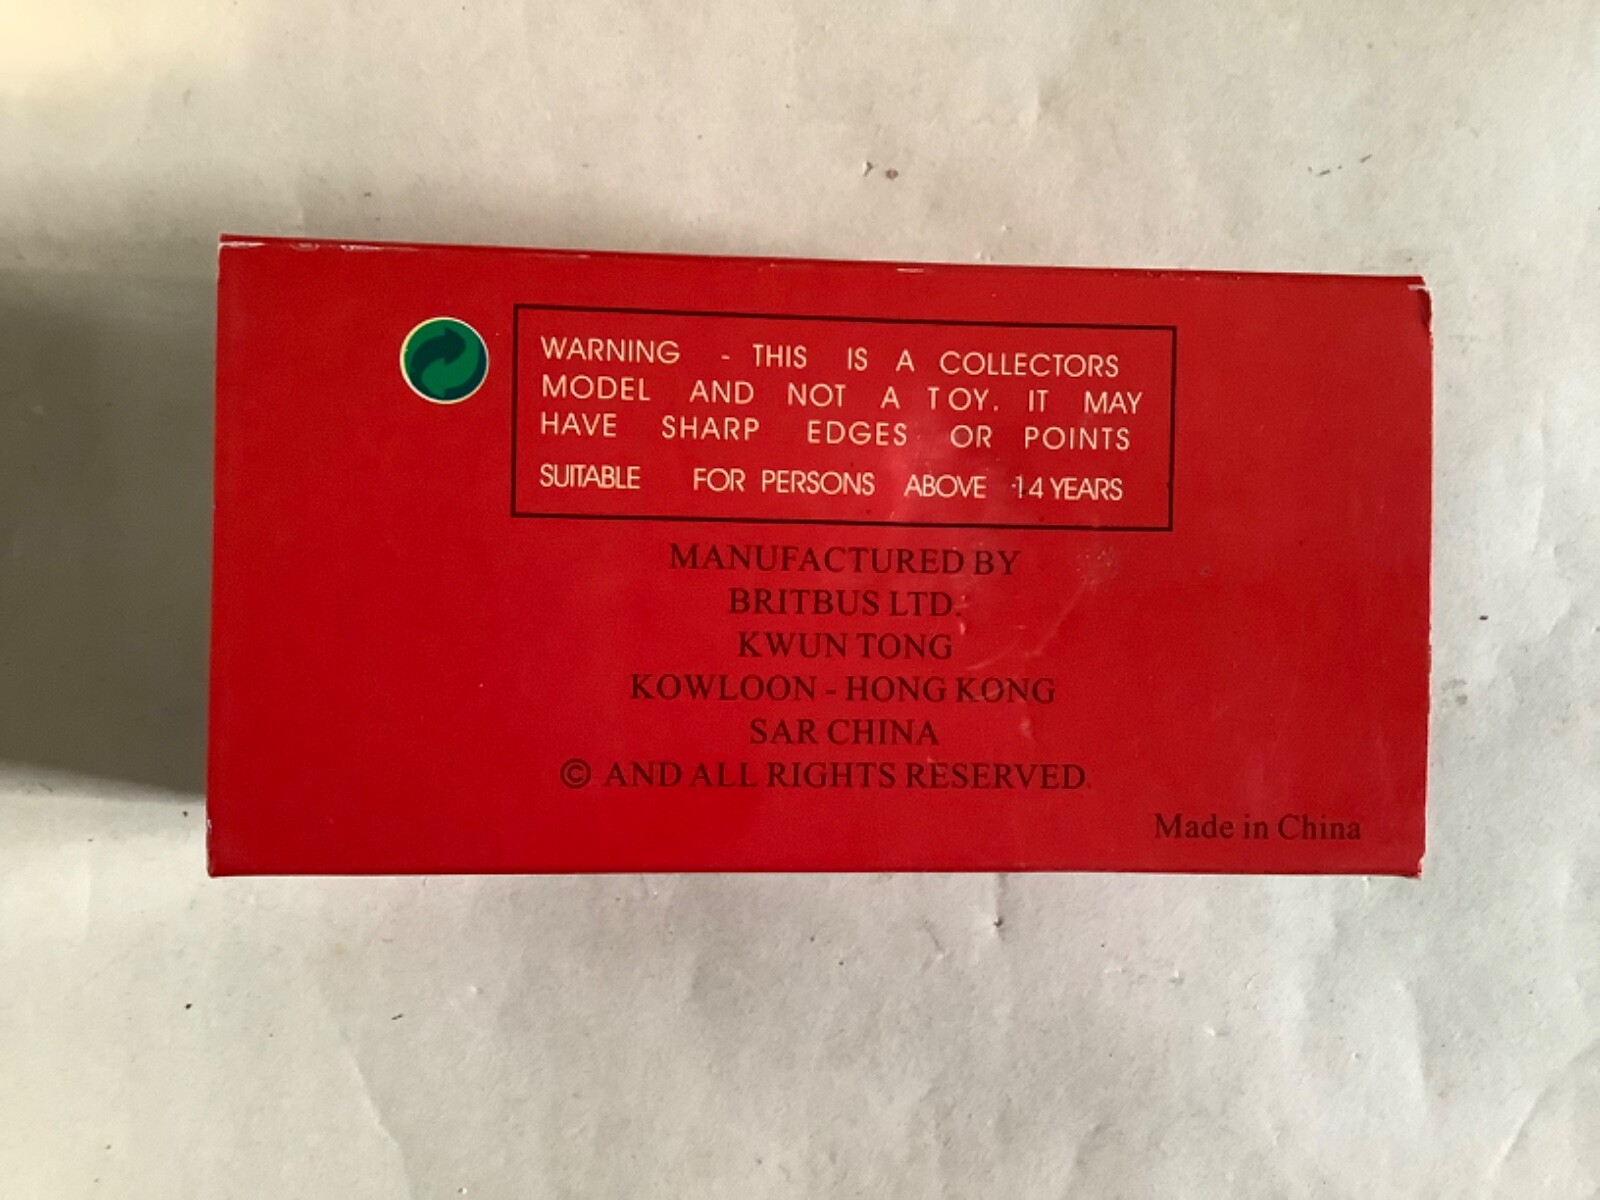 WARNING - THIS IS A COLLECTORS
MODEL AND NOT A TOY. IT MAY
HAVE SHARP EDGES OR POINTS
SUITABLE FOR PERSONS ABOVE 14 YEARS
MANUFACTURED BY
BRITBUS LTD.
KWUN TONG
KOWLOON - HONG KONG
SAR CHINA
© AND ALL RIGHTS RESERVED.
Made in China